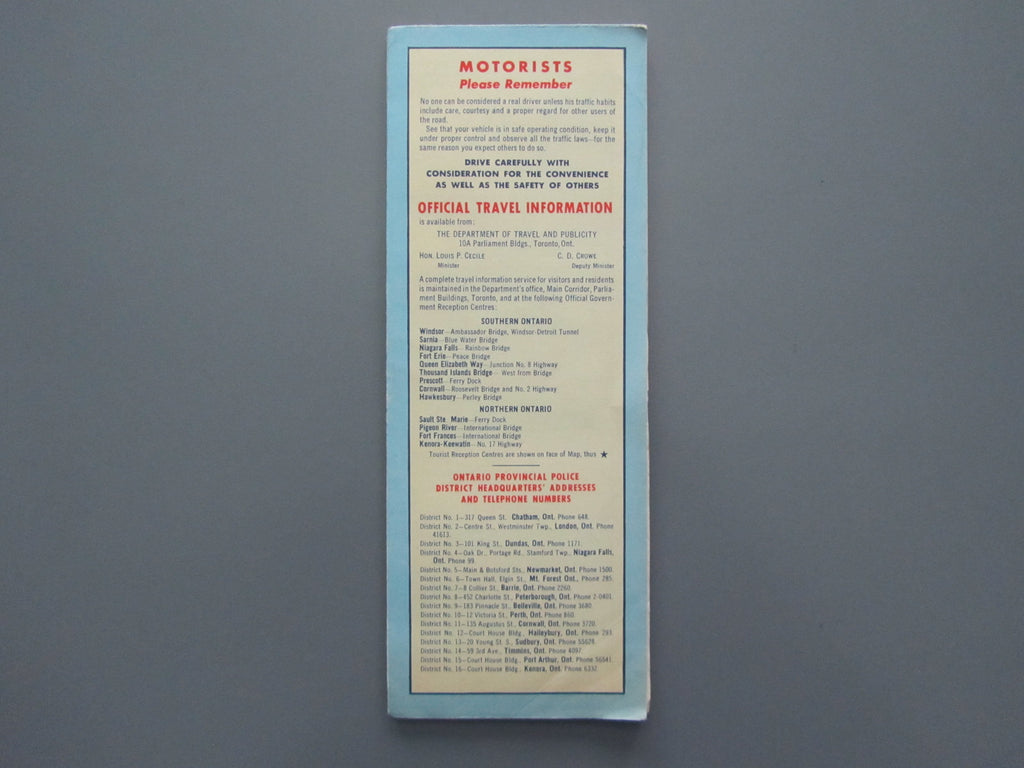 MOTORISTS
Please Remember
No one can be considered a real driver unless his traffic habits
include care, courtesy and a proper regard for other users of
the road.
See that your vehicle is in safe operating condition, keep it
under proper control and observe all the traffic laws—for the
same reason you expect others to do so.
DRIVE CAREFULLY WITH
CONSIDERATION FOR THE CONVENIENCE
AS WELL AS THE SAFETY OF OTHERS
OFFICIAL TRAVEL INFORMATION
is available from:
THE DEPARTMENT OF TRAVEL AND PUBLICITY
10A Parliament Bldgs., Toronto, Ont.
HON. LOUIS P. CECILE C. D. CROWE
Minister Deputy Minister
A complete travel information service for visitors and residents
is maintained in the Department's office, Main Corridor, Parlia-
ment Buildings, Toronto, and at the following Official Govern-
ment Reception Centres:
SOUTHERN ONTARIO
Windsor—Ambassador Bridge, Windsor-Detroit Tunnel
Sarnia—Blue Water Bridge
Niagara Falls—Rainbow Bridge
Fort Erie—Peace Bridge
Queen Elizabeth Way—Junction No. 8 Highway
Thousand Islands Bridge—West from Bridge
Prescott—Ferry Dock
Cornwall—Roosevelt Bridge and No. 2 Highway
Hawkesbury—Perley Bridge
NORTHERN ONTARIO
Sault Ste. Marie—Ferry Dock
Pigeon River—International Bridge
Fort Frances—International Bridge
Kenora-Keewatin—No. 17 Highway
Tourist Reception Centres are shown on face of Map, thus ★
ONTARIO PROVINCIAL POLICE
DISTRICT HEADQUARTERS' ADDRESSES
AND TELEPHONE NUMBERS
District No. 1—317 Queen St. Chatham, Ont. Phone 648.
District No. 2—Centre St., Westminster Twp., London, Ont. Phone
41613.
District No. 3—101 King St., Dundas, Ont. Phone 1171.
District No. 4—Oak Dr., Portage Rd., Stamford Twp., Niagara Falls,
Ont. Phone 99.
District No. 5—Main & Botsford Sts., Newmarket, Ont. Phone 1500.
District No. 6—Town Hall, Elgin St., Mt. Forest Ont., Phone 285.
District No. 7—8 Collier St., Barrie, Ont. Phone 2260.
District No. 8—452 Charlotte St., Peterborough, Ont. Phone 2-0401.
District No. 9—183 Pinnacle St., Belleville, Ont. Phone 3680.
District No. 10—12 Victoria St., Perth, Ont. Phone 860.
District No. 11—135 Augustus St., Cornwall, Ont. Phone 3720.
District No. 12—Court House Bldg., Haileybury, Ont. Phone 293.
District No. 13—20 Young St. S., Sudbury, Ont. Phone 55628.
District No. 14—59 3rd Ave., Timmins, Ont. Phone 4097.
District No. 15—Court House Bldg., Port Arthur, Ont. Phone 56541.
District No. 16—Court House Bldg., Kenora, Ont. Phone 6332.